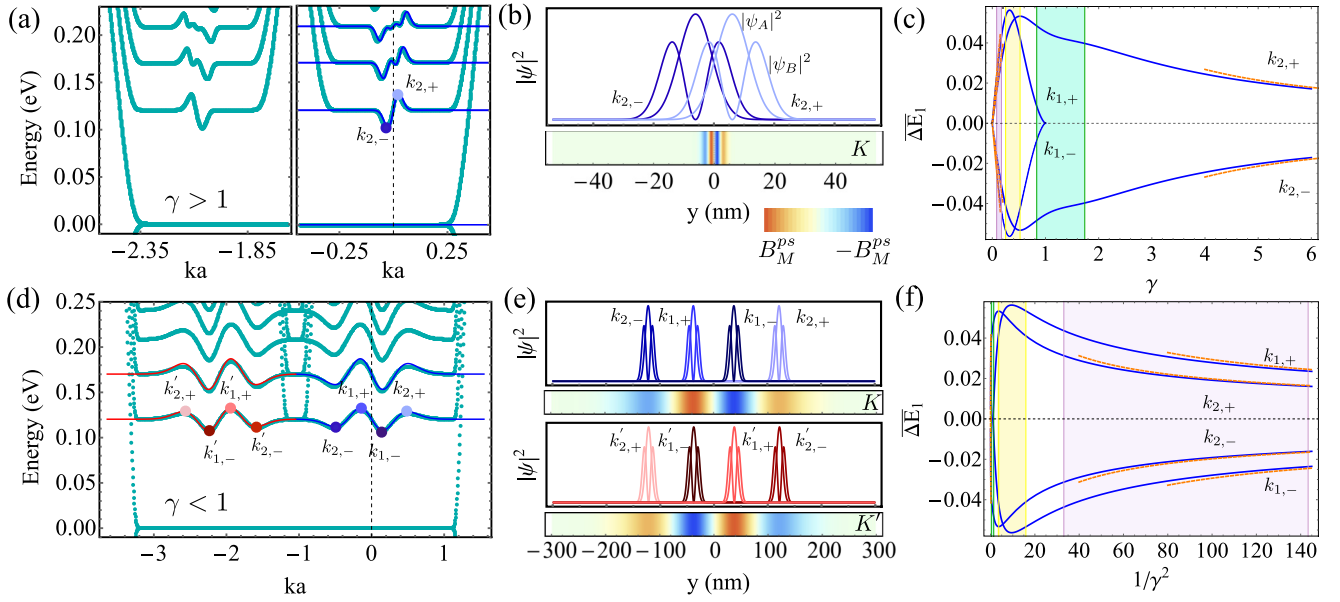 (a)
Energy (eV)
0.20
0.15
0.10
0.05
0.00
γ > 1
k₂,₊
k₂,₋
−2.35
−1.85
ka
−0.25
0.25
ka
(b)
|ψ|²
|ψ_A|²
|ψ_B|²
k₂,₋
k₂,₊
K
−40
−20
0
20
40
y (nm)
B_M^{ps}
−B_M^{ps}
(c)
ΔE₁
0.04
0.02
0.00
−0.02
−0.04
k₂,₊
k₁,₊
k₁,₋
k₂,₋
0
1
2
3
4
5
6
γ
(d)
Energy (eV)
0.25
0.20
0.15
0.10
0.05
0.00
k′₂,₊
k′₁,₊
k₁,₊
k₂,₊
k′₁,₋
k′₂,₋
k₂,₋
k₁,₋
γ < 1
−3
−2
−1
0
1
ka
(e)
|ψ|²
k₂,₋
k₁,₊
k₁,₋
k₂,₊
K
|ψ|²
k′₂,₊
k′₁,₋
k′₁,₊
k′₂,₋
K′
−300
−200
−100
0
100
200
300
y (nm)
(f)
ΔE₁
0.04
0.02
0.00
−0.02
−0.04
k₁,₊
k₂,₊
k₂,₋
k₁,₋
0
20
40
60
80
100
120
140
1/γ²